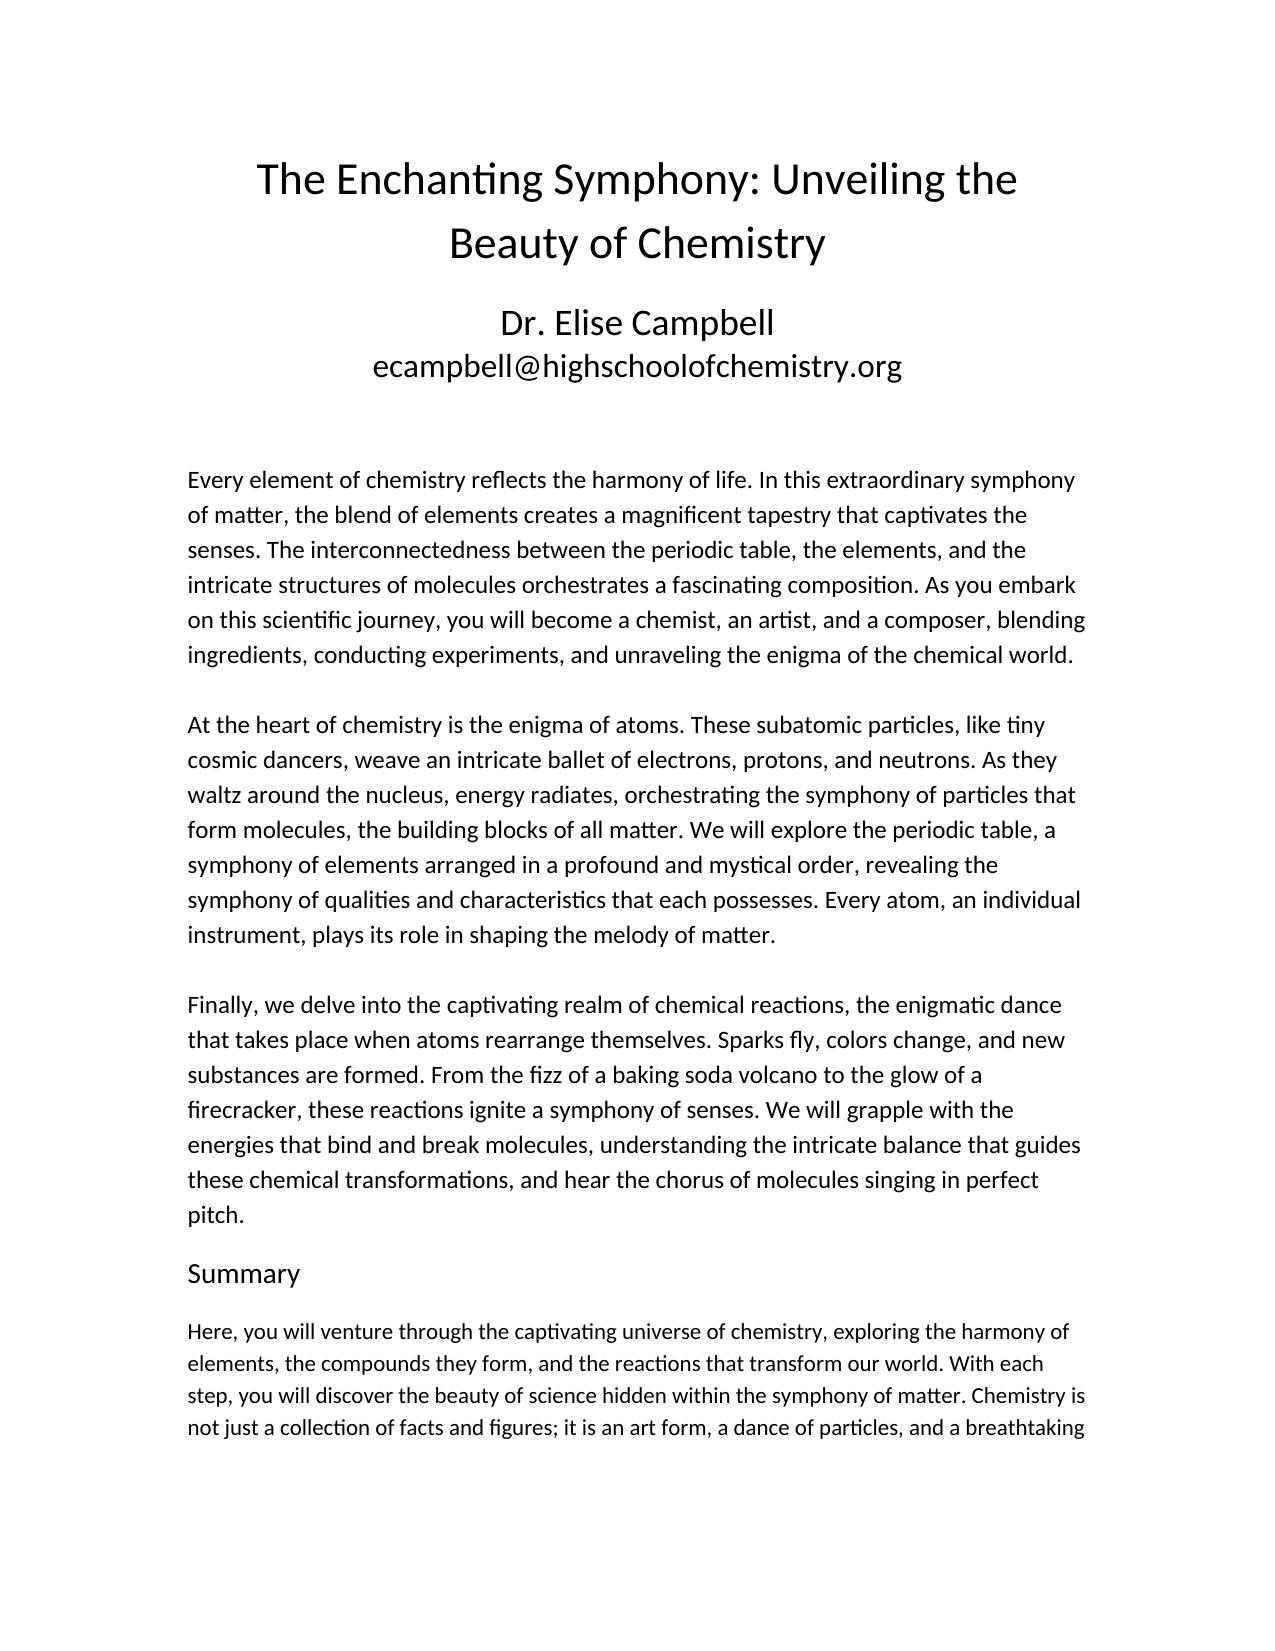 The Enchanting Symphony: Unveiling the
Beauty of Chemistry
Dr. Elise Campbell
ecampbell@highschoolofchemistry.org
Every element of chemistry reflects the harmony of life. In this extraordinary symphony
of matter, the blend of elements creates a magnificent tapestry that captivates the
senses. The interconnectedness between the periodic table, the elements, and the
intricate structures of molecules orchestrates a fascinating composition. As you embark
on this scientific journey, you will become a chemist, an artist, and a composer, blending
ingredients, conducting experiments, and unraveling the enigma of the chemical world.
At the heart of chemistry is the enigma of atoms. These subatomic particles, like tiny
cosmic dancers, weave an intricate ballet of electrons, protons, and neutrons. As they
waltz around the nucleus, energy radiates, orchestrating the symphony of particles that
form molecules, the building blocks of all matter. We will explore the periodic table, a
symphony of elements arranged in a profound and mystical order, revealing the
symphony of qualities and characteristics that each possesses. Every atom, an individual
instrument, plays its role in shaping the melody of matter.
Finally, we delve into the captivating realm of chemical reactions, the enigmatic dance
that takes place when atoms rearrange themselves. Sparks fly, colors change, and new
substances are formed. From the fizz of a baking soda volcano to the glow of a
firecracker, these reactions ignite a symphony of senses. We will grapple with the
energies that bind and break molecules, understanding the intricate balance that guides
these chemical transformations, and hear the chorus of molecules singing in perfect
pitch.
Summary
Here, you will venture through the captivating universe of chemistry, exploring the harmony of
elements, the compounds they form, and the reactions that transform our world. With each
step, you will discover the beauty of science hidden within the symphony of matter. Chemistry is
not just a collection of facts and figures; it is an art form, a dance of particles, and a breathtaking